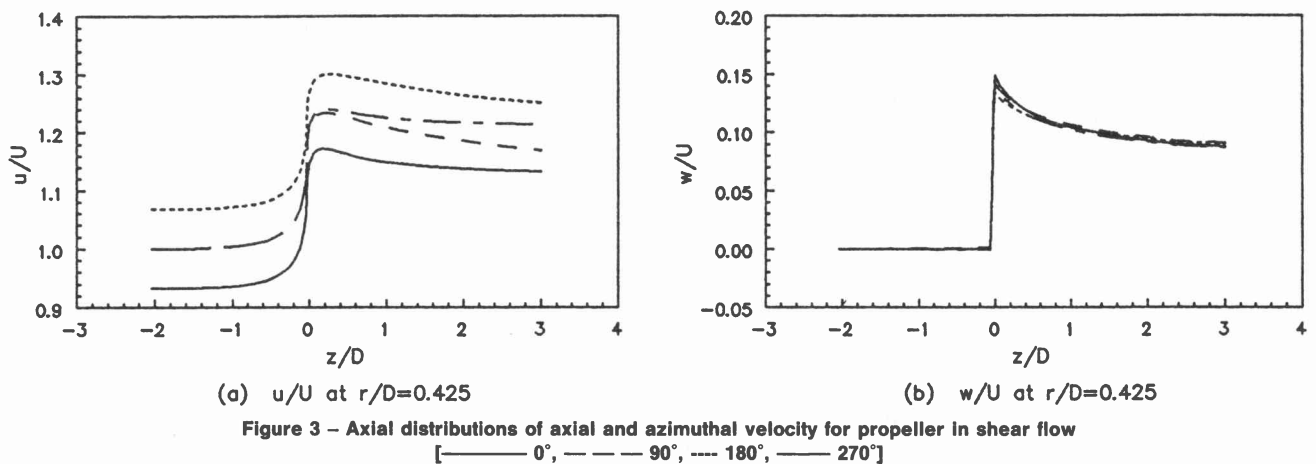 1.4
1.3
1.2
1.1
1.0
0.9
u/U
−3 −2 −1 0 1 2 3 4
z/D
(a) u/U at r/D=0.425
0.20
0.15
0.10
0.05
0.00
−0.05
w/U
−3 −2 −1 0 1 2 3 4
z/D
(b) w/U at r/D=0.425
Figure 3 – Axial distributions of axial and azimuthal velocity for propeller in shear flow
[——— 0°, — — — 90°, ---- 180°, —— 270°]